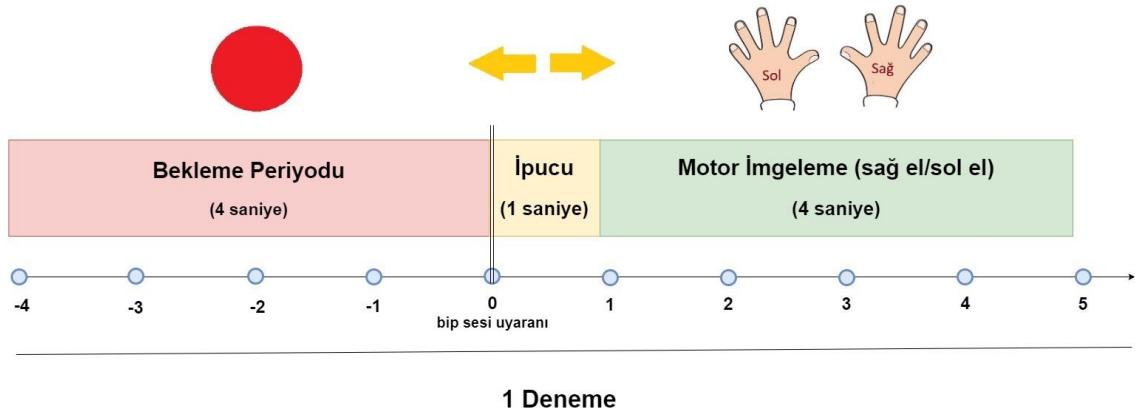 Sol
Sağ
Bekleme Periyodu
(4 saniye)
İpucu
(1 saniye)
Motor İmgeleme (sağ el/sol el)
(4 saniye)
-4 -3 -2 -1 0 1 2 3 4 5
bip sesi uyaranı
1 Deneme